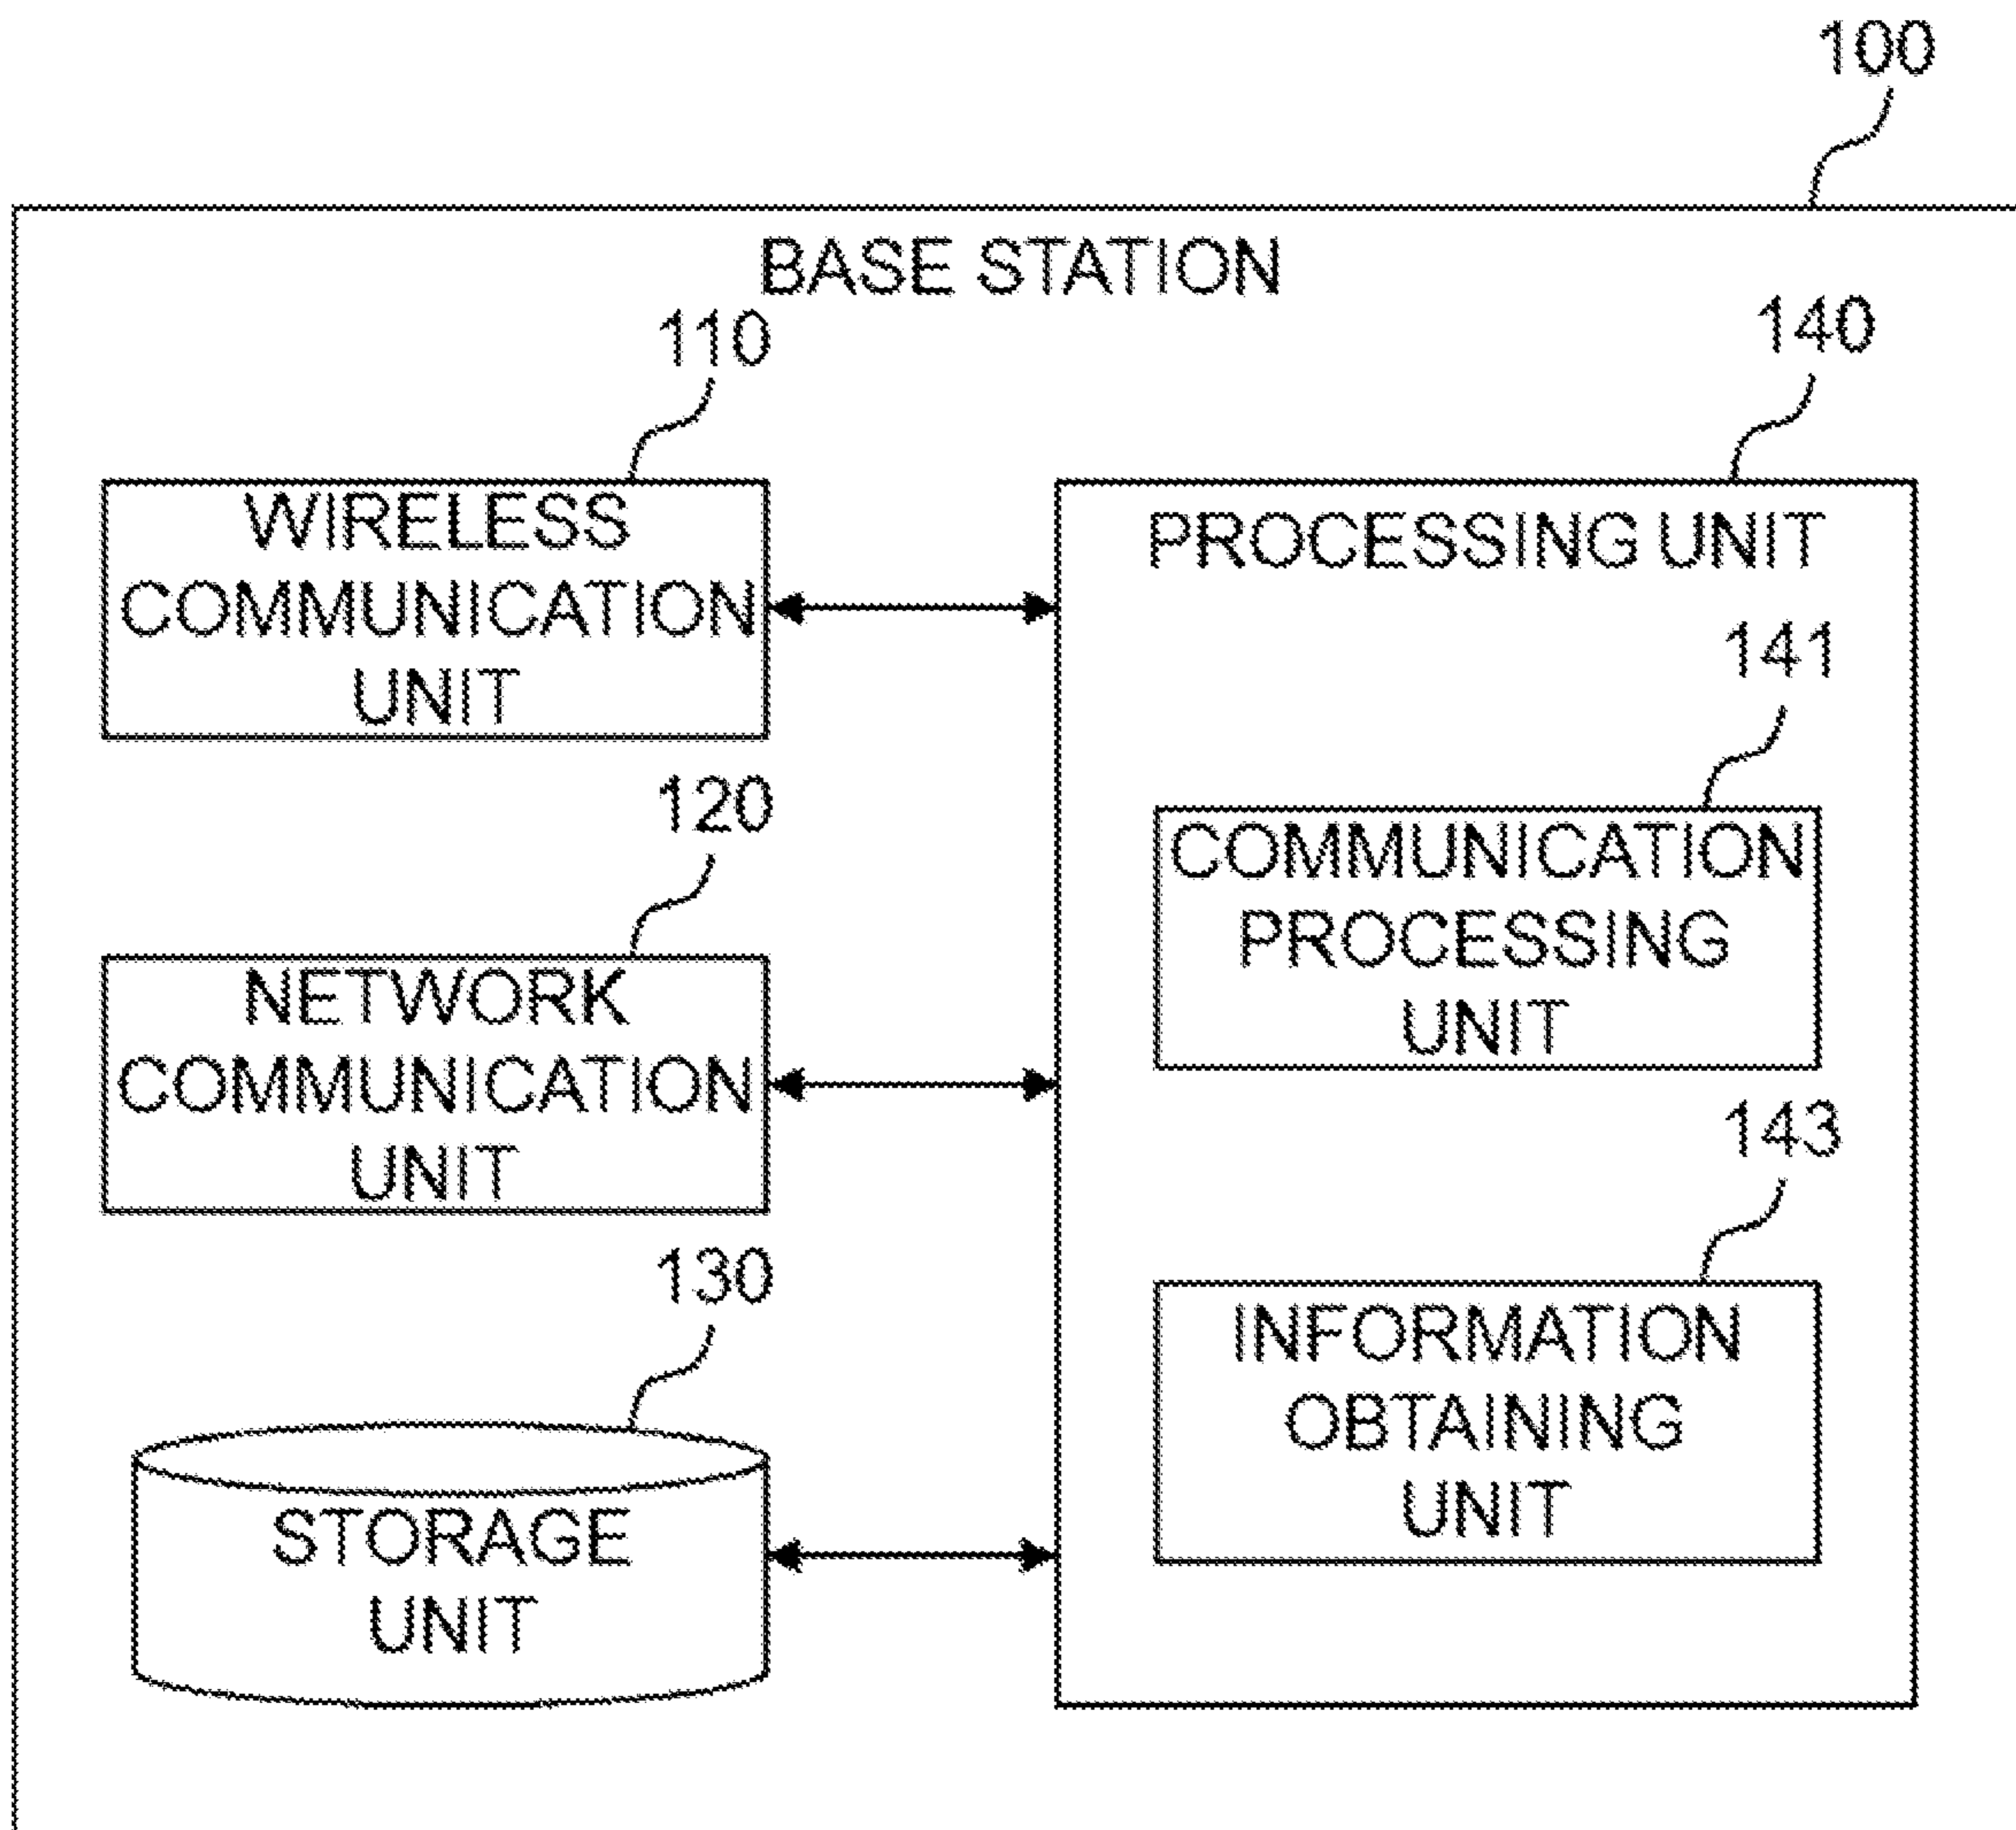 100
BASE STATION
110
140
WIRELESS
COMMUNICATION
UNIT
PROCESSING UNIT
141
120
COMMUNICATION
PROCESSING
UNIT
NETWORK
COMMUNICATION
UNIT
143
130
INFORMATION
OBTAINING
UNIT
STORAGE
UNIT